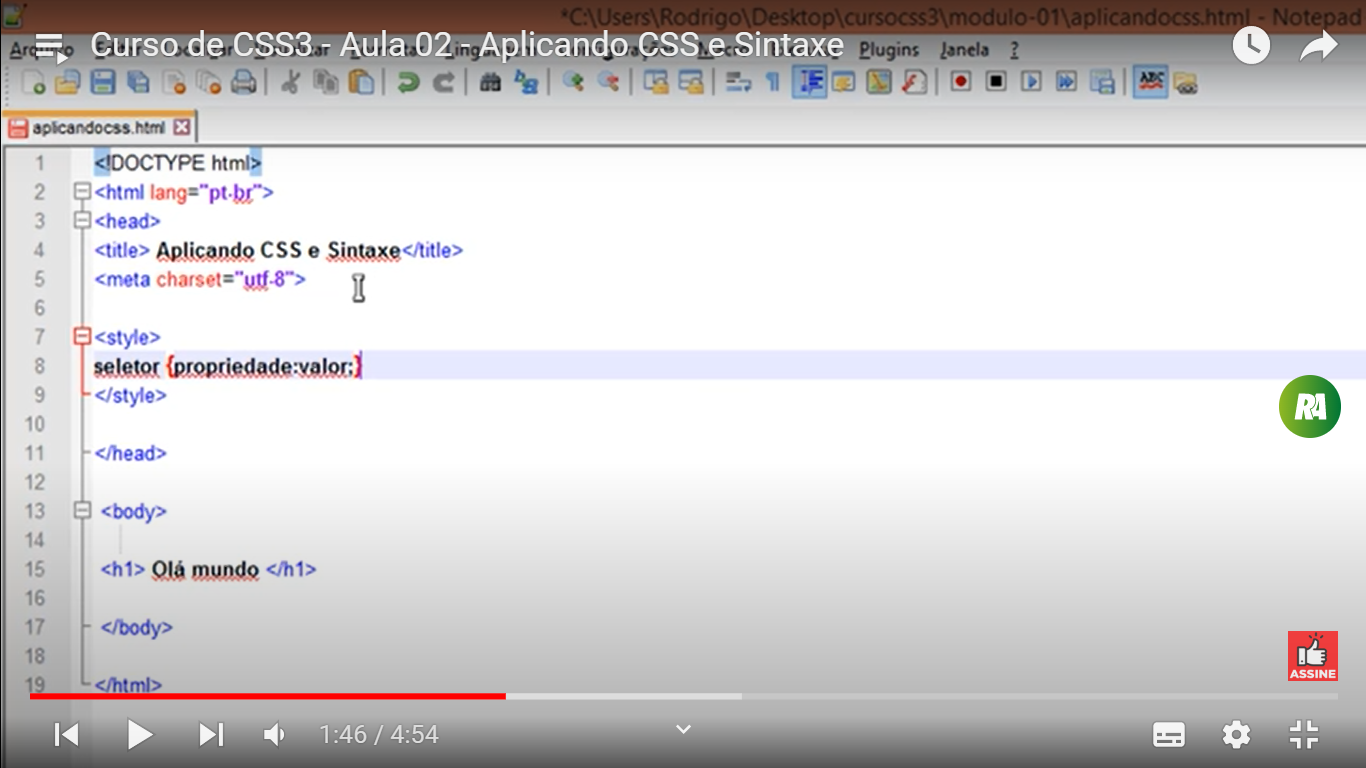 *C:\Users\Rodrigo\Desktop\cursocss3\modulo-01\aplicandocss.html - Notepad
Curso de CSS3 - Aula 02 - Aplicando CSS e Sintaxe
Plugins Janela ?
ABC
aplicandocss.html
1 <!DOCTYPE html>
2 <html lang="pt-br">
3 <head>
4 <title> Aplicando CSS e Sintaxe</title>
5 <meta charset="utf-8">
6
7 <style>
8 seletor {propriedade:valor;}
9 </style>
10
11 </head>
12
13 <body>
14
15 <h1> Olá mundo </h1>
16
17 </body>
18
19 </html>
RA
ASSINE
1:46 / 4:54